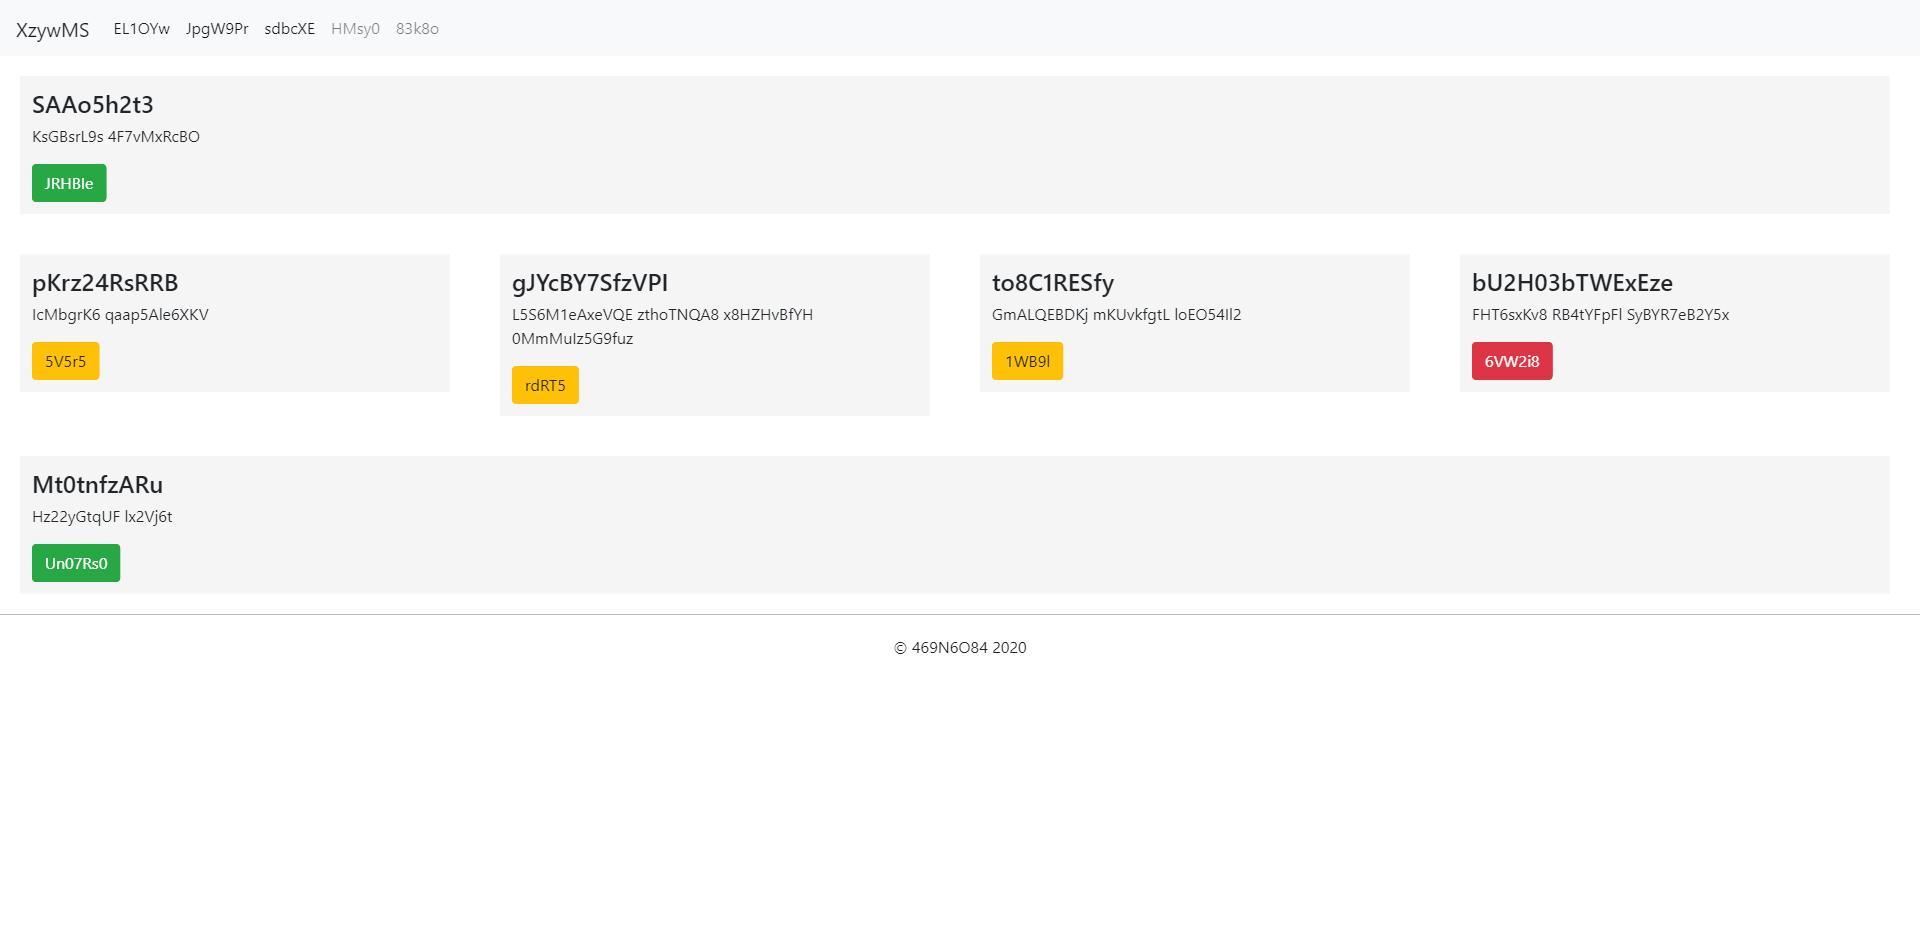 XzywMS EL1OYw JpgW9Pr sdbcXE HMsy0 83k8o
SAAo5h2t3
KsGBsrL9s 4F7vMxRcBO
JRHBle
pKrz24RsRRB
IcMbgrK6 qaap5Ale6XKV
5V5r5
gJYcBY7SfzVPI
L5S6M1eAxeVQE zthoTNQA8 x8HZHvBfYH
0MmMuIz5G9fuz
rdRT5
to8C1RESfy
GmALQEBDKj mKUvkfgtL loEO54Il2
1WB9l
bU2H03bTWExEze
FHT6sxKv8 RB4tYFpFl SyBYR7eB2Y5x
6VW2i8
Mt0tnfzARu
Hz22yGtqUF lx2Vj6t
Un07Rs0
© 469N6O84 2020